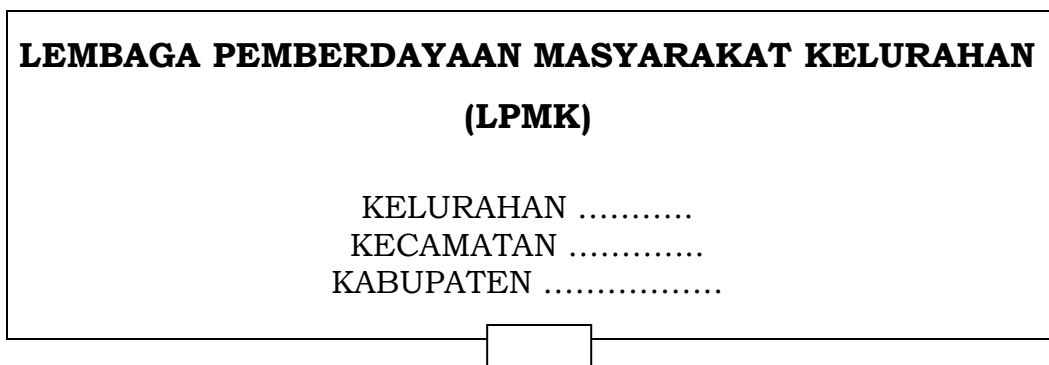 LEMBAGA PEMBERDAYAAN MASYARAKAT KELURAHAN
(LPMK)
KELURAHAN ………..
KECAMATAN ………….
KABUPATEN ……………..